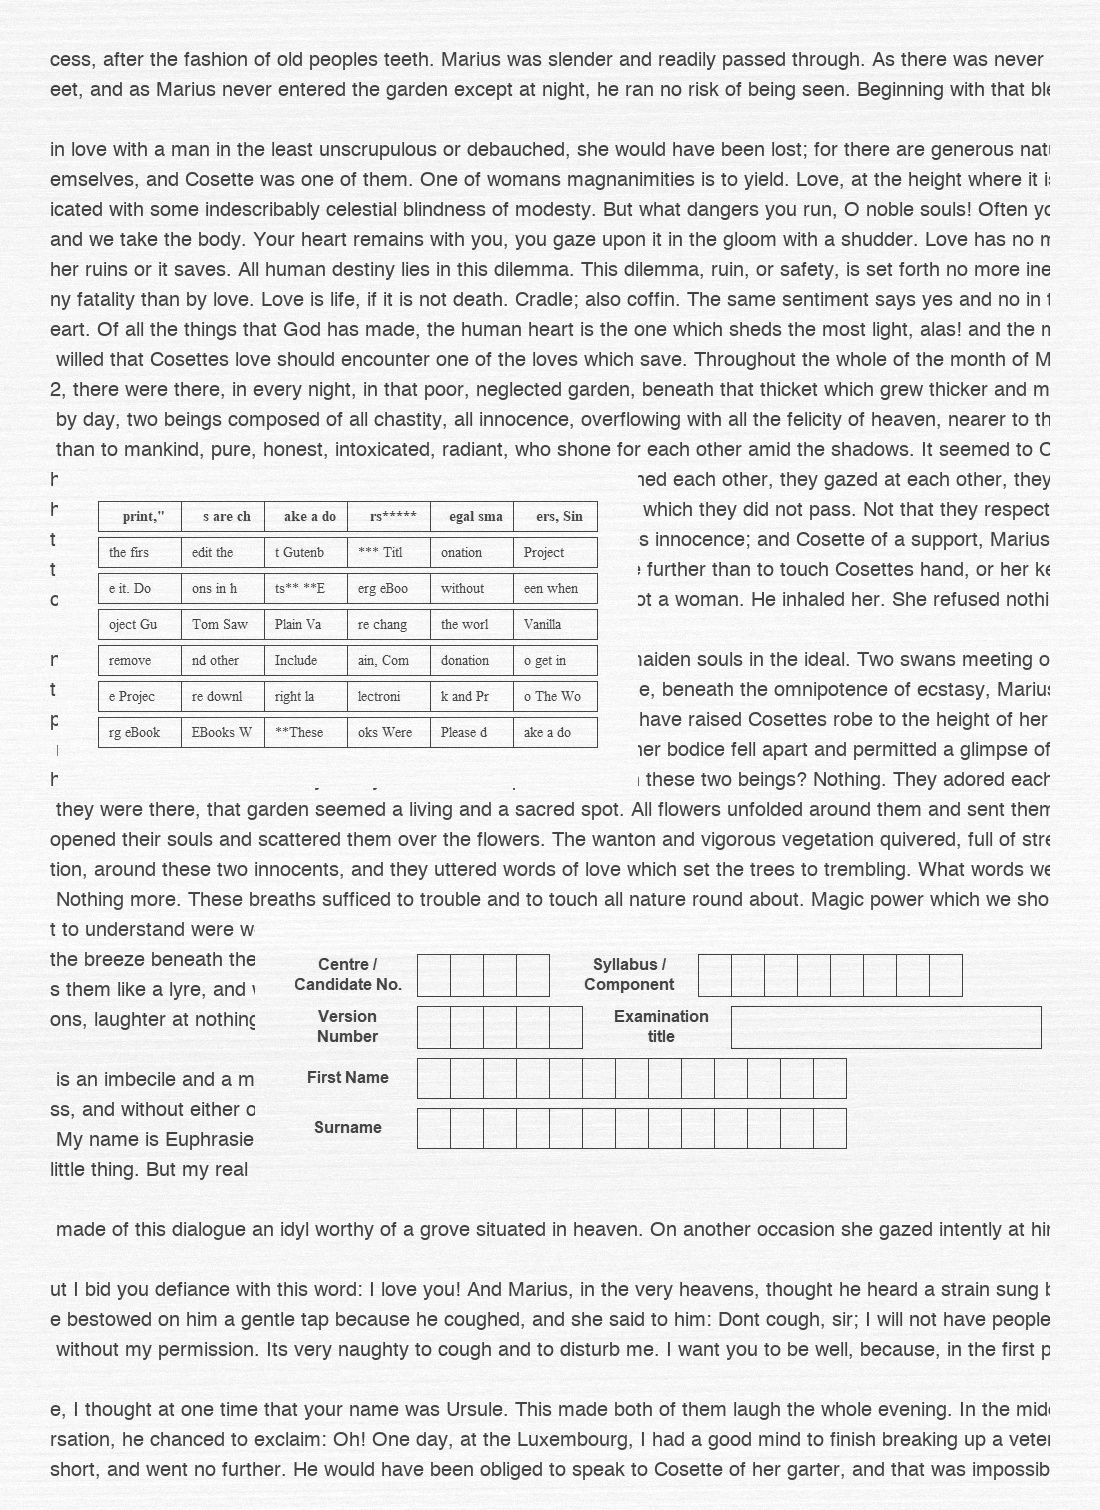 cess, after the fashion of old peoples teeth. Marius was slender and readily passed through. As there was never
eet, and as Marius never entered the garden except at night, he ran no risk of being seen. Beginning with that
in love with a man in the least unscrupulous or debauched, she would have been lost; for there are generous
emselves, and Cosette was one of them. One of womans magnanimities is to yield. Love, at the height where it
icated with some indescribably celestial blindness of modesty. But what dangers you run, O noble souls! Often
and we take the body. Your heart remains with you, you gaze upon it in the gloom with a shudder. Love has no
her ruins or it saves. All human destiny lies in this dilemma. This dilemma, ruin, or safety, is set forth no more ine
ny fatality than by love. Love is life, if it is not death. Cradle; also coffin. The same sentiment says yes and no in
eart. Of all the things that God has made, the human heart is the one which sheds the most light, alas! and the
willed that Cosettes love should encounter one of the loves which save. Throughout the whole of the month of M
2, there were there, in every night, in that poor, neglected garden, beneath that thicket which grew thicker and m
by day, two beings composed of all chastity, all innocence, overflowing with all the felicity of heaven, nearer to th
than to mankind, pure, honest, intoxicated, radiant, who shone for each other amid the shadows. It seemed to C
ned each other, they gazed at each other, they
which they did not pass. Not that they respect
s innocence; and Cosette of a support, Marius
further than to touch Cosettes hand, or her ke
ot a woman. He inhaled her. She refused nothi
naiden souls in the ideal. Two swans meeting o
e, beneath the omnipotence of ecstasy, Marius
have raised Cosettes robe to the height of her
her bodice fell apart and permitted a glimpse of
these two beings? Nothing. They adored each
print," s are ch ake a do rs***** egal sma ers, Sin
the firs edit the t Gutenb *** Titl onation Project
e it. Do ons in h ts** **E erg eBoo without een when
oject Gu Tom Saw Plain Va re chang the worl Vanilla
remove nd other Include ain, Com donation o get in
e Projec re downl right la lectroni k and Pr o The Wo
rg eBook EBooks W **These oks Were Please d ake a do
they were there, that garden seemed a living and a sacred spot. All flowers unfolded around them and sent them
opened their souls and scattered them over the flowers. The wanton and vigorous vegetation quivered, full of stre
tion, around these two innocents, and they uttered words of love which set the trees to trembling. What words we
Nothing more. These breaths sufficed to trouble and to touch all nature round about. Magic power which we sho
t to understand were w
the breeze beneath the
s them like a lyre, and
ons, laughter at nothing
is an imbecile and a m
ss, and without either o
My name is Euphrasie
little thing. But my real
Centre /
Candidate No.
Syllabus /
Component
Version
Number
Examination
title
First Name
Surname
made of this dialogue an idyl worthy of a grove situated in heaven. On another occasion she gazed intently at him
ut I bid you defiance with this word: I love you! And Marius, in the very heavens, thought he heard a strain sung
e bestowed on him a gentle tap because he coughed, and she said to him: Dont cough, sir; I will not have people
without my permission. Its very naughty to cough and to disturb me. I want you to be well, because, in the first p
e, I thought at one time that your name was Ursule. This made both of them laugh the whole evening. In the
rsation, he chanced to exclaim: Oh! One day, at the Luxembourg, I had a good mind to finish breaking up a veter
short, and went no further. He would have been obliged to speak to Cosette of her garter, and that was impossib